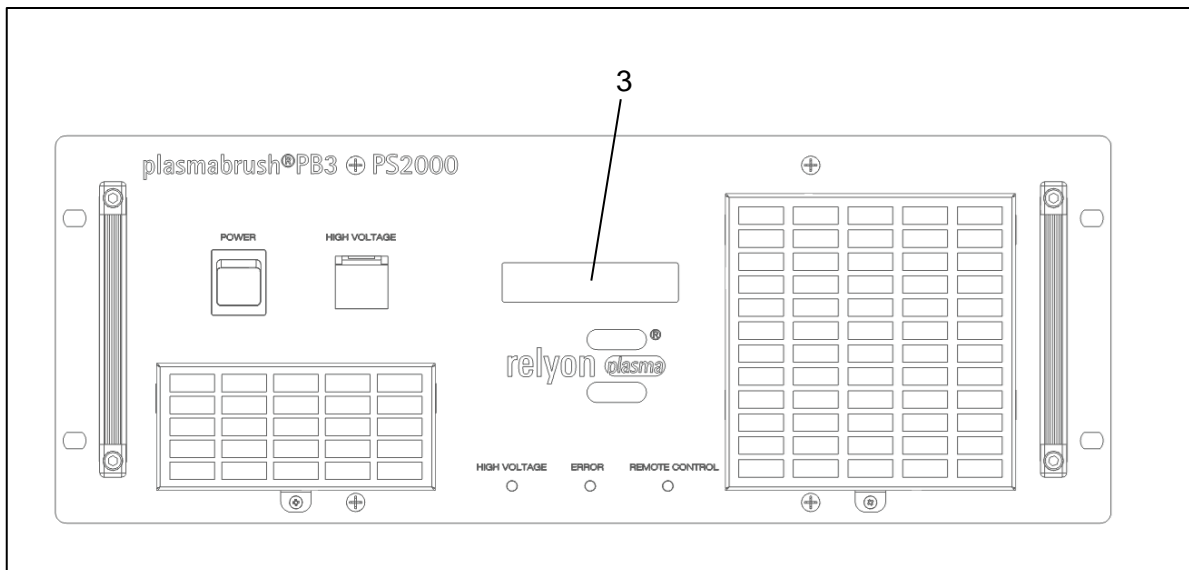 3
plasmabrush®PB3 PS2000
POWER
HIGH VOLTAGE
®
relyon plasma
HIGH VOLTAGE
ERROR
REMOTE CONTROL